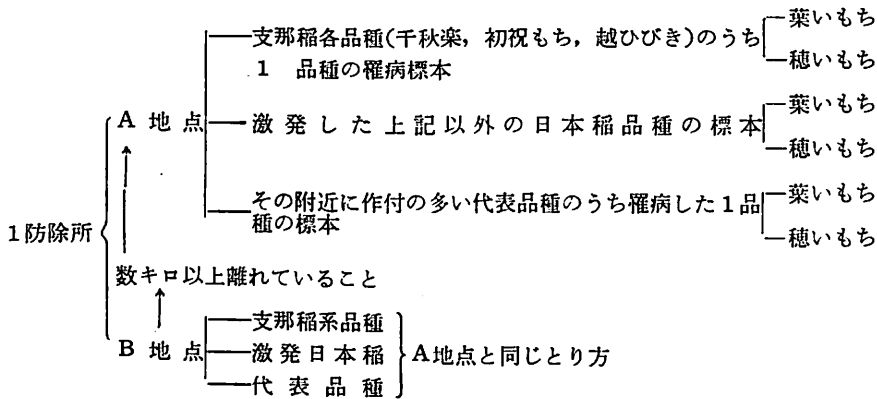 支那稲各品種(千秋楽,初祝もち,越ひびき)のうち
1 品種の罹病標本
葉いもち
穂いもち
A地点
激発した上記以外の日本稲品種の標本
葉いもち
穂いもち
その附近に作付の多い代表品種のうち罹病した1品
種の標本
葉いもち
穂いもち
1防除所
数キロ以上離れていること
B地点
支那稲系品種
激発日本稲
代表品種
A地点と同じとり方